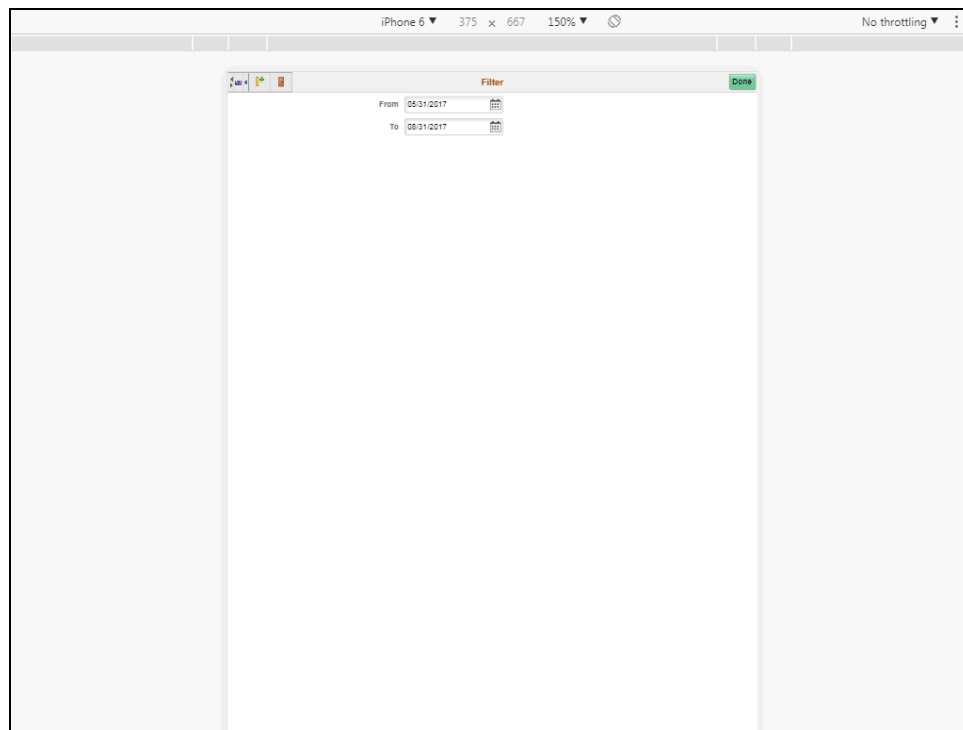 iPhone 6 ▼ 375 × 667 150% ▼ No throttling ▼
Filter Done
From 05/31/2017
To 08/31/2017